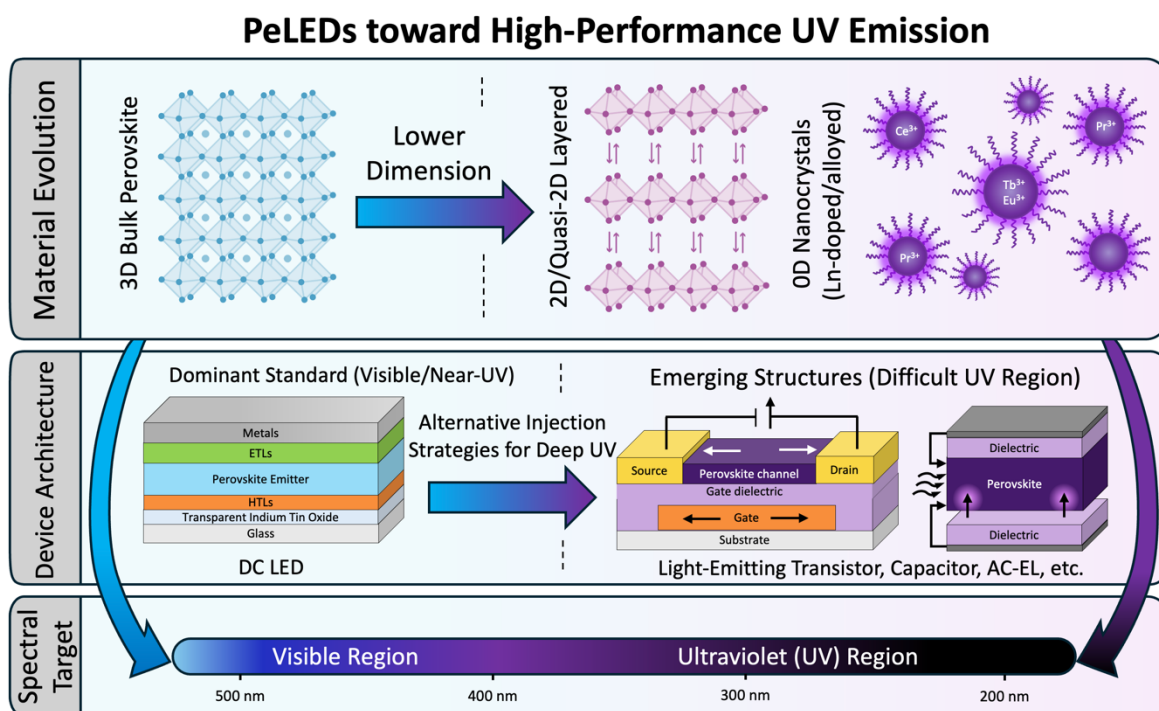 PeLEDs toward High-Performance UV Emission
Material Evolution
3D Bulk Perovskite
Lower
Dimension
2D/Quasi-2D Layered
0D Nanocrystals
(Ln-doped/alloyed)
Ce³⁺
Pr³⁺
Tb³⁺
Eu³⁺
Pr³⁺
Device Architecture
Dominant Standard (Visible/Near-UV)
Metals
ETLs
Perovskite Emitter
HTLs
Transparent Indium Tin Oxide
Glass
DC LED
Alternative Injection
Strategies for Deep UV
Emerging Structures (Difficult UV Region)
Source
Perovskite channel
Drain
Gate dielectric
Gate
Substrate
Dielectric
Perovskite
Dielectric
Light-Emitting Transistor, Capacitor, AC-EL, etc.
Spectral
Target
Visible Region
Ultraviolet (UV) Region
500 nm
400 nm
300 nm
200 nm